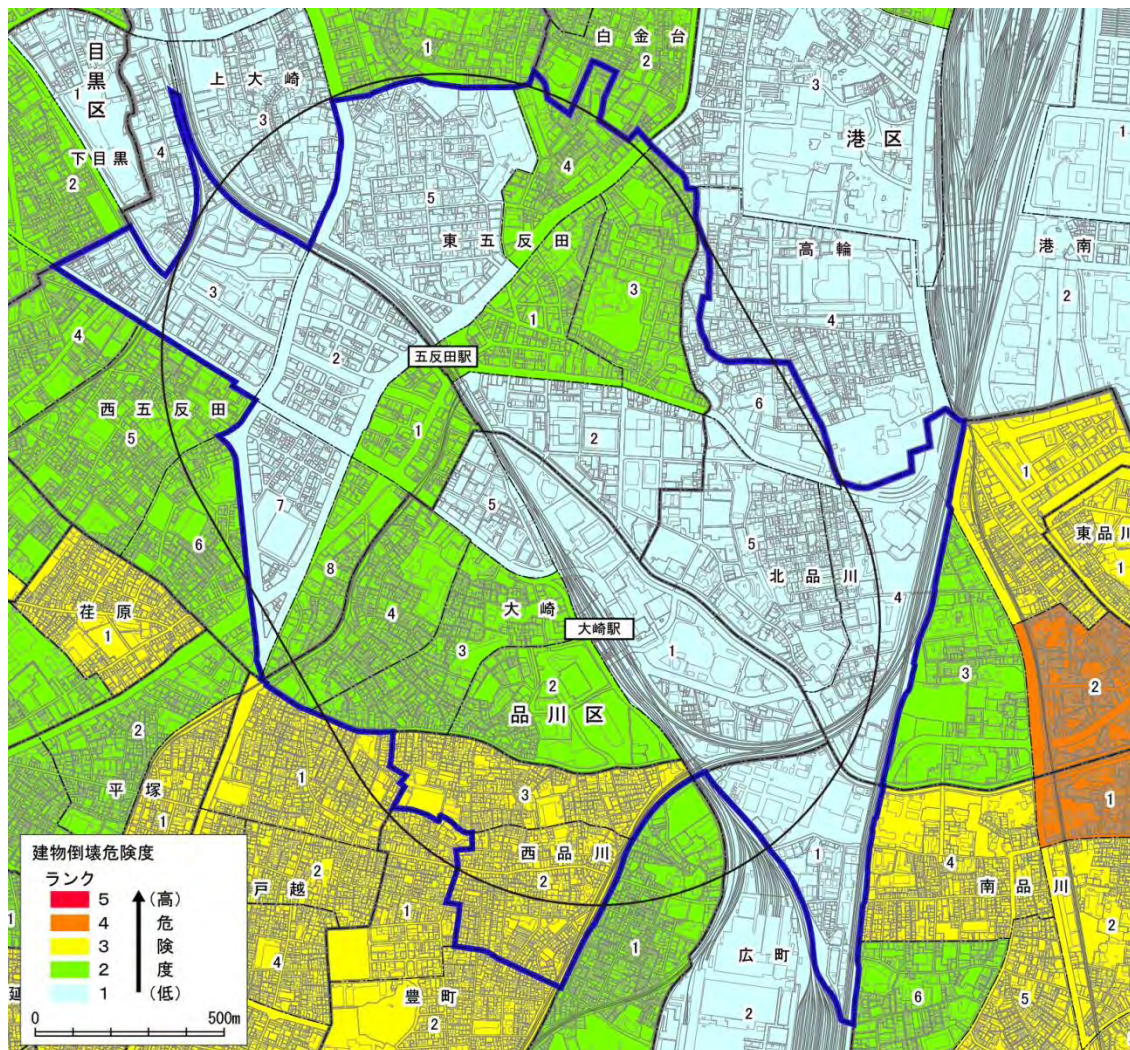 目黒区
1
上大崎
3
4
下目黒
2
1
白金台
2
3
港区
1
4
5
東五反田
3
高輪
4
港南
2
3
2
1
五反田駅
4
西五反田
5
1
2
6
1
東品川
1
7
5
5
北品川
6
8
4
大崎
4
荏原
1
大崎駅
3
1
3
2
2
品川区
2
平塚
1
1
3
1
西品川
2
戸越
2
1
1
4
南品川
2
1
広町
4
豊町
2
2
6
5
建物倒壊危険度
ランク
5 (高)
4 危
3 険
2 度
1 (低)
0 500m
1
延